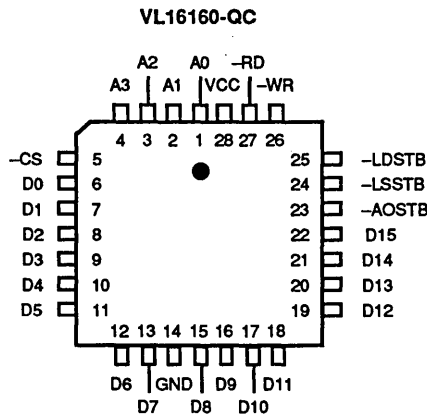 VL16160-QC
A2 A0 –RD
A3 A1 VCC –WR
4 3 2 1 28 27 26
–CS 5 25 –LDSTB
D0 6 24 –LSSTB
D1 7 23 –AOSTB
D2 8 22 D15
D3 9 21 D14
D4 10 20 D13
D5 11 19 D12
12 13 14 15 16 17 18
D6 GND D9 D11
D7 D8 D10